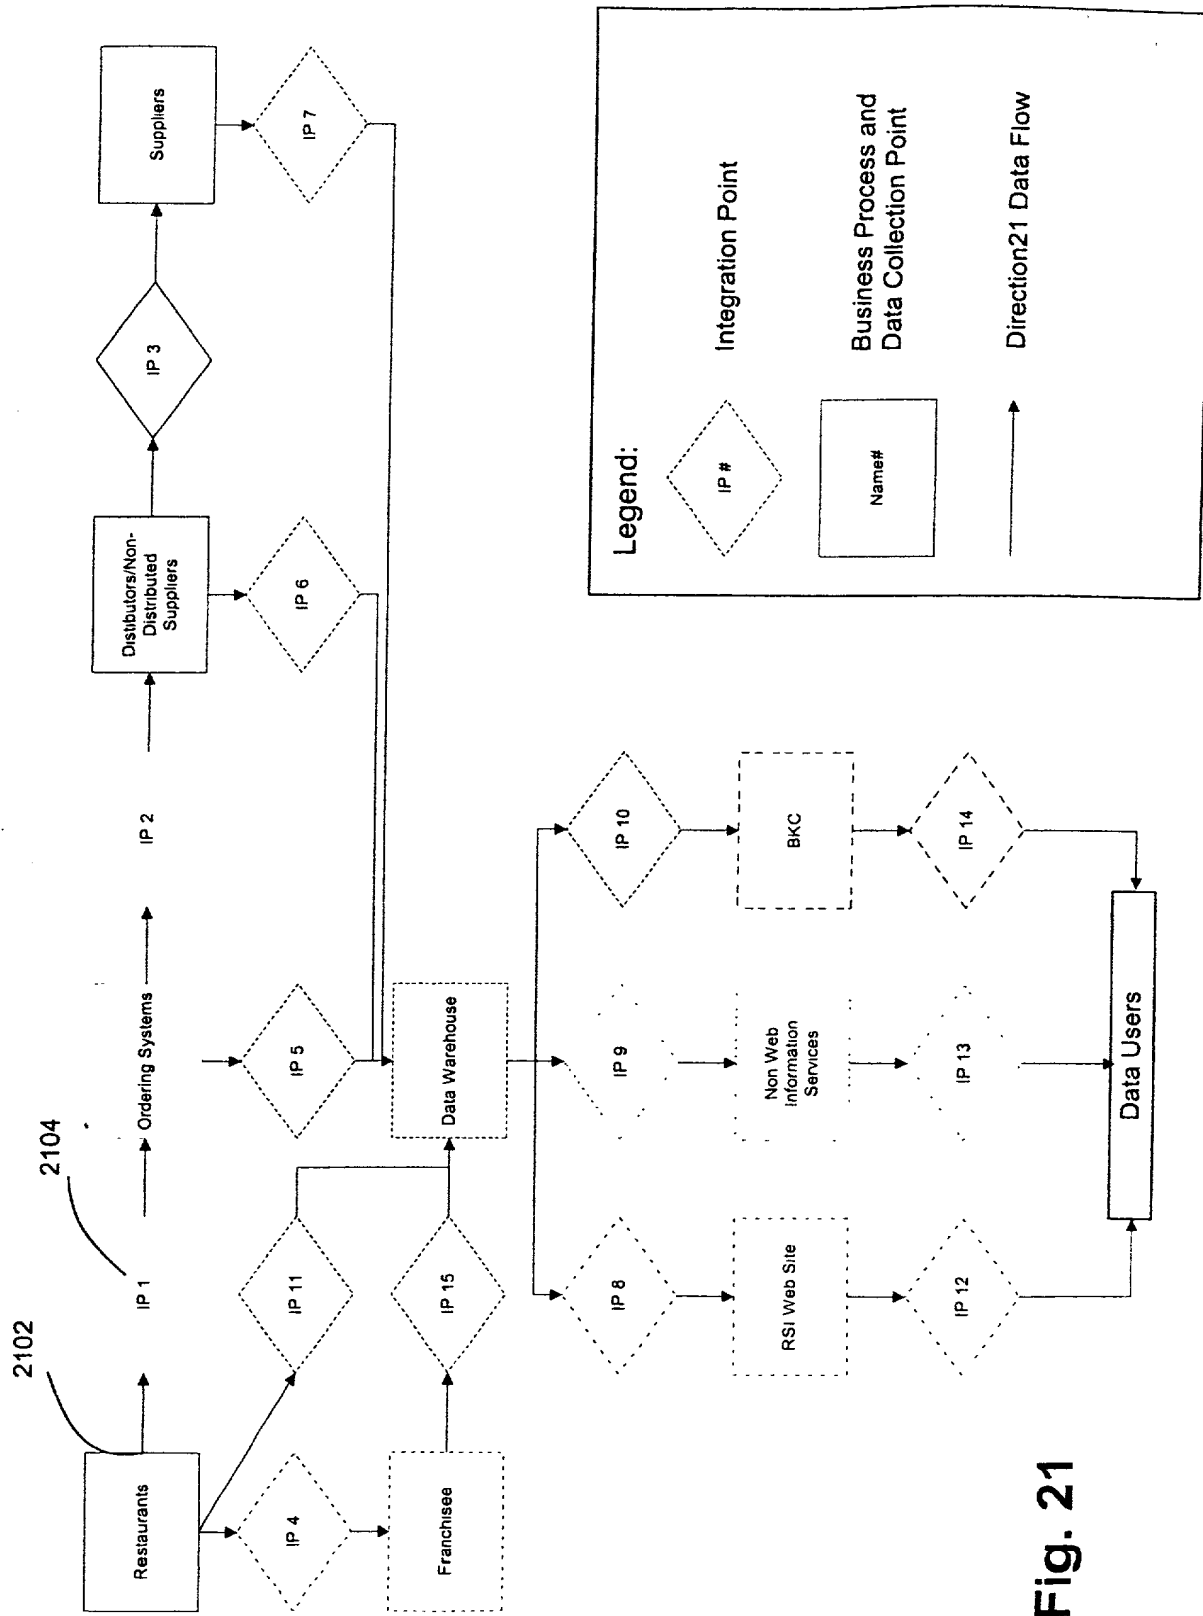 2102
2104
Restaurants
IP 1
Ordering Systems
IP 2
Distibutors/Non-
Distributed
Suppliers
IP 3
Suppliers
IP 4
IP 11
IP 5
IP 6
IP 7
Franchisee
IP 15
Data Warehouse
IP 8
IP 9
IP 10
RSI Web Site
Non Web
Information
Services
BKC
IP 12
IP 13
IP 14
Data Users
Legend:
IP #
Integration Point
Name#
Business Process and
Data Collection Point
Direction21 Data Flow
Fig. 21